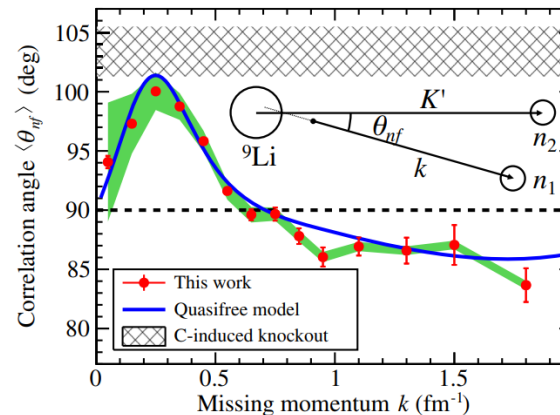 Correlation angle ⟨θnf⟩ (deg)
105
100
95
90
85
80
77
K'
θnf
k
⁹Li
n₂
n₁
This work
Quasifree model
C-induced knockout
0 0.5 1 1.5
Missing momentum k (fm⁻¹)